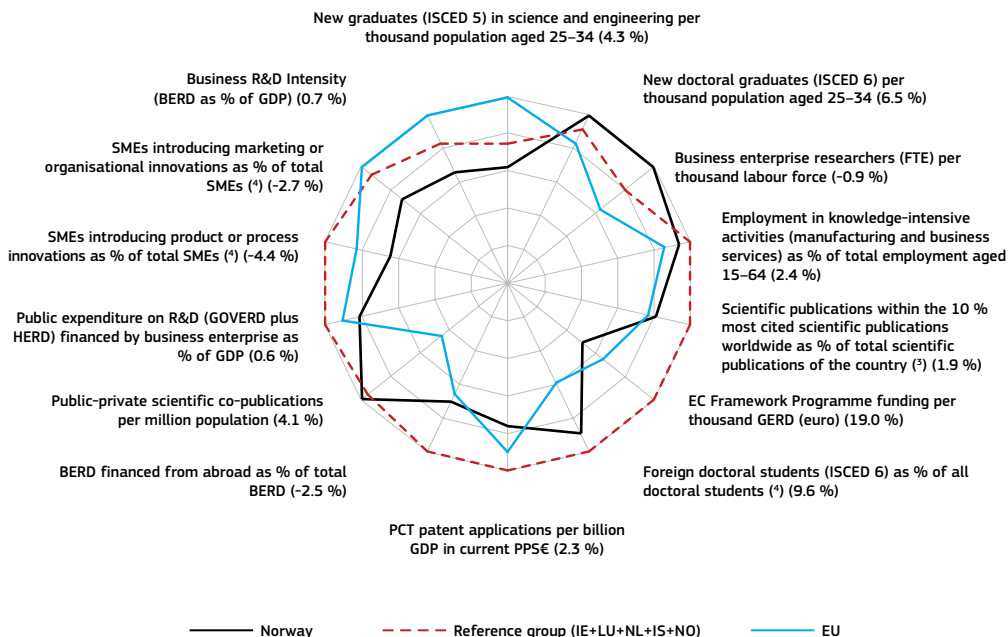 New graduates (ISCED 5) in science and engineering per
thousand population aged 25–34 (4.3 %)
Business R&D Intensity
(BERD as % of GDP) (0.7 %)
New doctoral graduates (ISCED 6) per
thousand population aged 25–34 (6.5 %)
SMEs introducing marketing or
organisational innovations as % of total
SMEs (⁴) (-2.7 %)
Business enterprise researchers (FTE) per
thousand labour force (-0.9 %)
SMEs introducing product or process
innovations as % of total SMEs (⁴) (-4.4 %)
Employment in knowledge-intensive
activities (manufacturing and business
services) as % of total employment aged
15–64 (2.4 %)
Public expenditure on R&D (GOVERD plus
HERD) financed by business enterprise as
% of GDP (0.6 %)
Scientific publications within the 10 %
most cited scientific publications
worldwide as % of total scientific
publications of the country (³) (1.9 %)
Public-private scientific co-publications
per million population (4.1 %)
EC Framework Programme funding per
thousand GERD (euro) (19.0 %)
BERD financed from abroad as % of total
BERD (-2.5 %)
Foreign doctoral students (ISCED 6) as % of all
doctoral students (⁴) (9.6 %)
PCT patent applications per billion
GDP in current PPS€ (2.3 %)
Norway
Reference group (IE+LU+NL+IS+NO)
EU